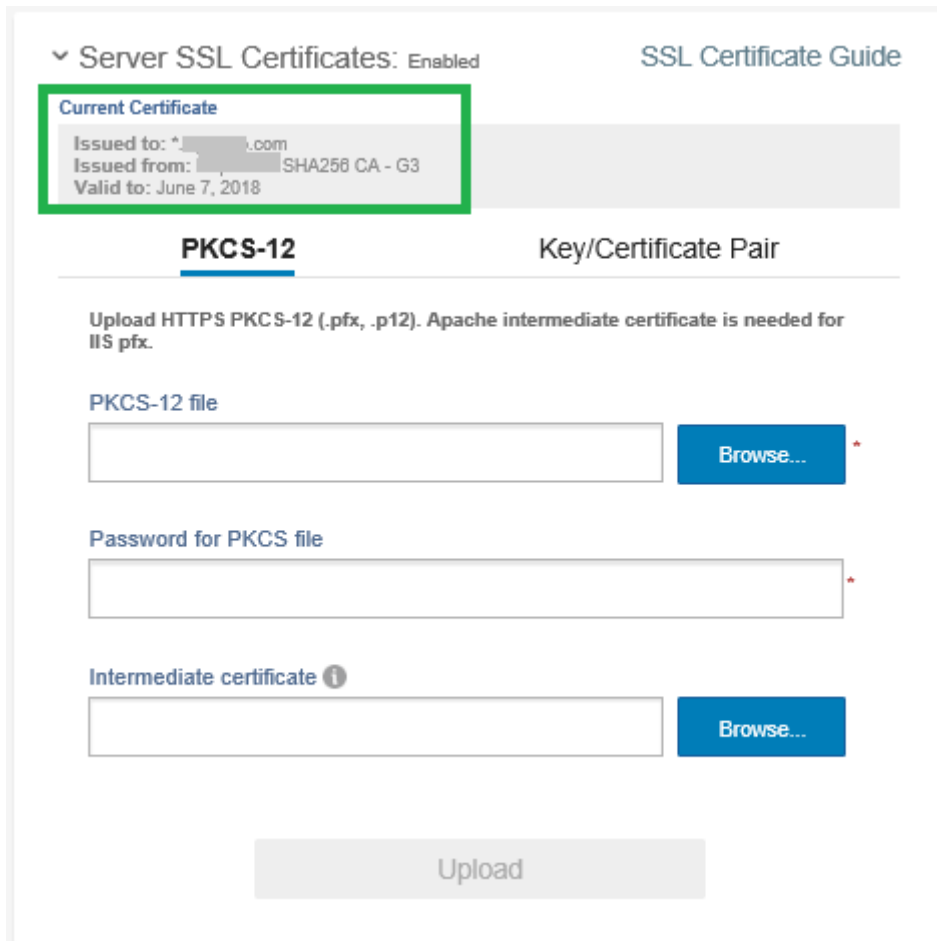 Server SSL Certificates: Enabled
SSL Certificate Guide
Current Certificate
Issued to: *. .com
Issued from: SHA256 CA - G3
Valid to: June 7, 2018
PKCS-12
Key/Certificate Pair
Upload HTTPS PKCS-12 (.pfx, .p12). Apache intermediate certificate is needed for
IIS pfx.
PKCS-12 file
Browse... *
Password for PKCS file
*
Intermediate certificate
Browse...
Upload